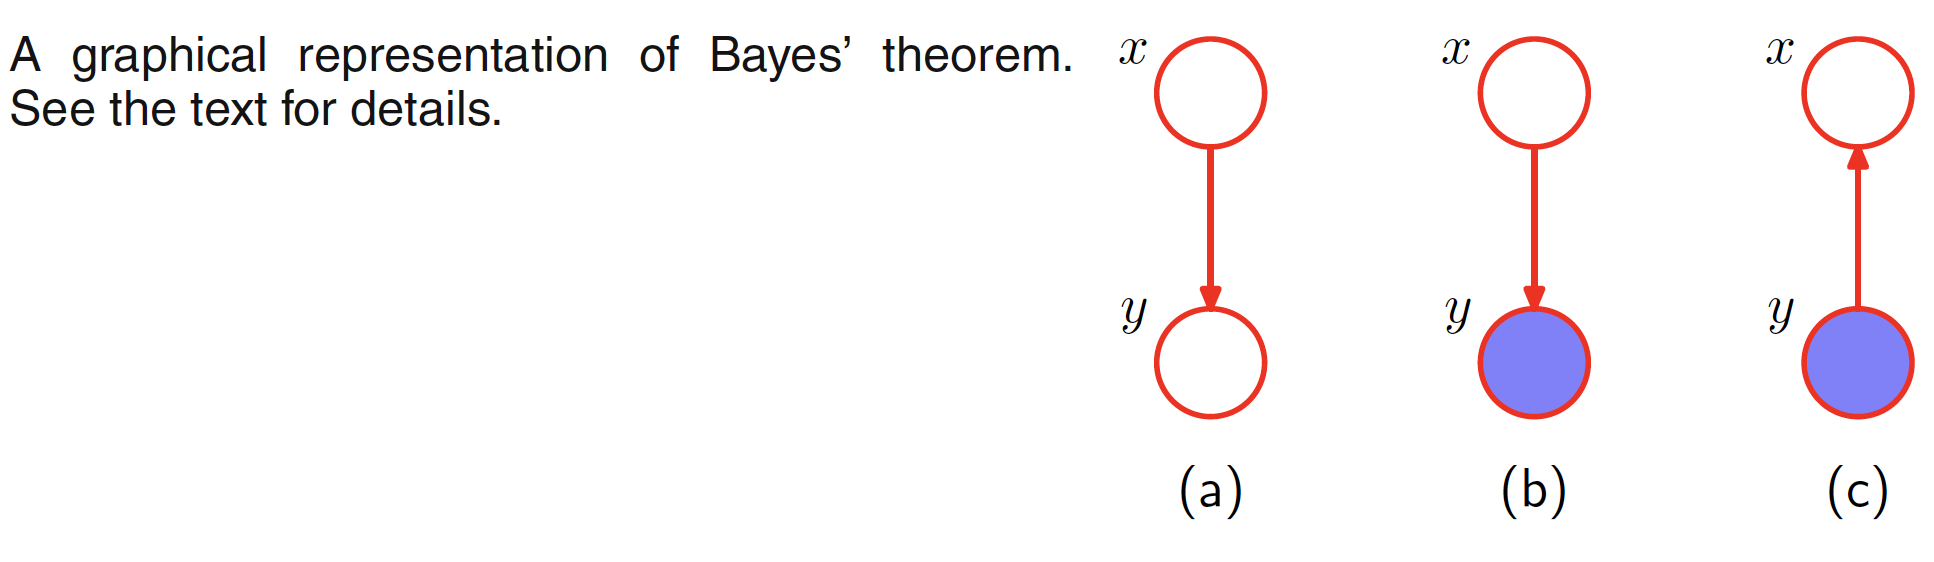 A graphical representation of Bayes’ theorem.
See the text for details.
x x x
y y y
(a) (b) (c)